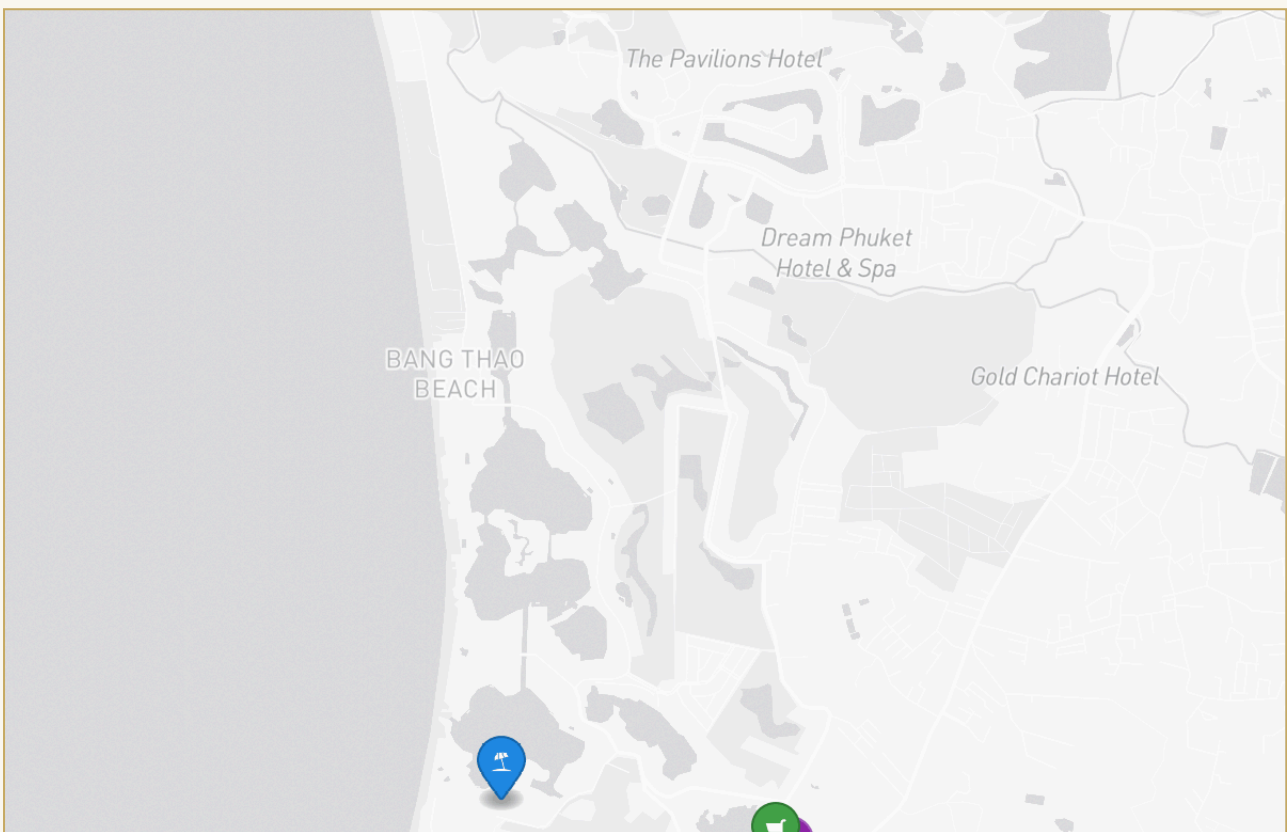 The Pavilions Hotel
Dream Phuket
Hotel & Spa
BANG THAO
BEACH
Gold Chariot Hotel